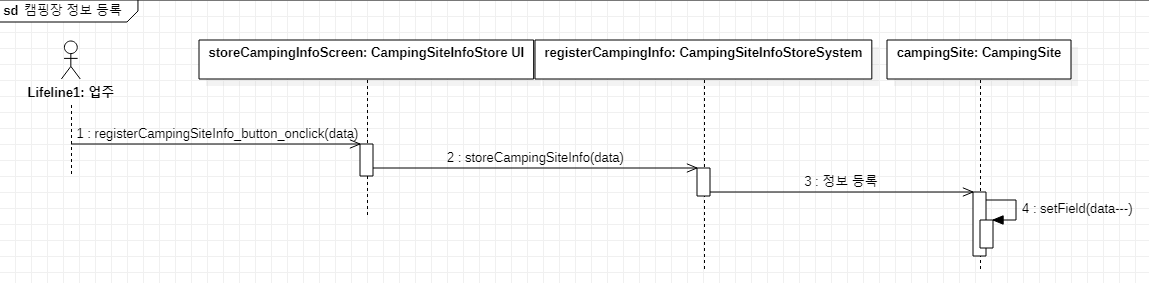 sd 캠핑장 정보 등록
storeCampingInfoScreen: CampingSiteInfoStore UI
registerCampingInfo: CampingSiteInfoStoreSystem
campingSite: CampingSite
Lifeline1: 업주
1 : registerCampingSiteInfo_button_onclick(data)
2 : storeCampingSiteInfo(data)
3 : 정보 등록
4 : setField(data---)